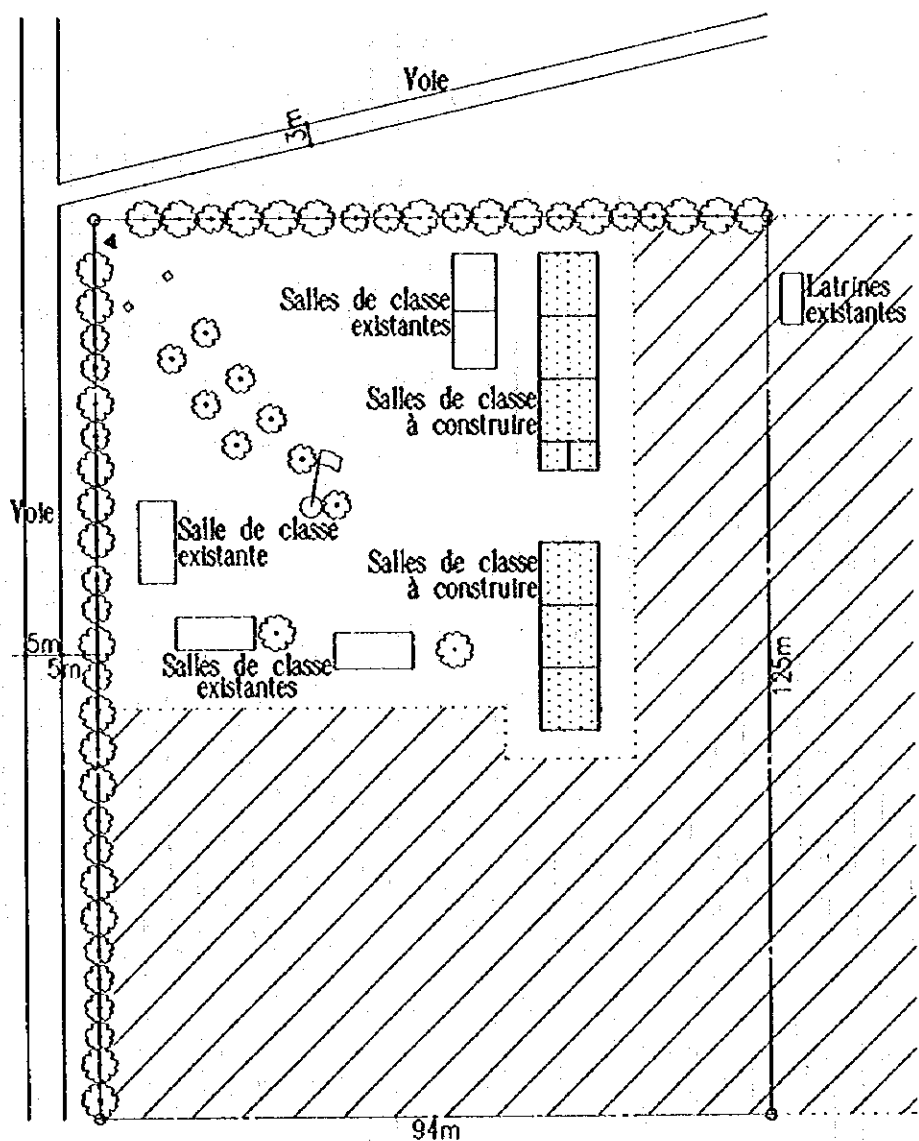 Voie
3m
Salles de classe
existantes
Latrines
existantes
Salles de classe
à construire
Voie
Salle de classe
existante
Salles de classe
à construire
5m
5m
Salles de classe
existantes
125m
94m